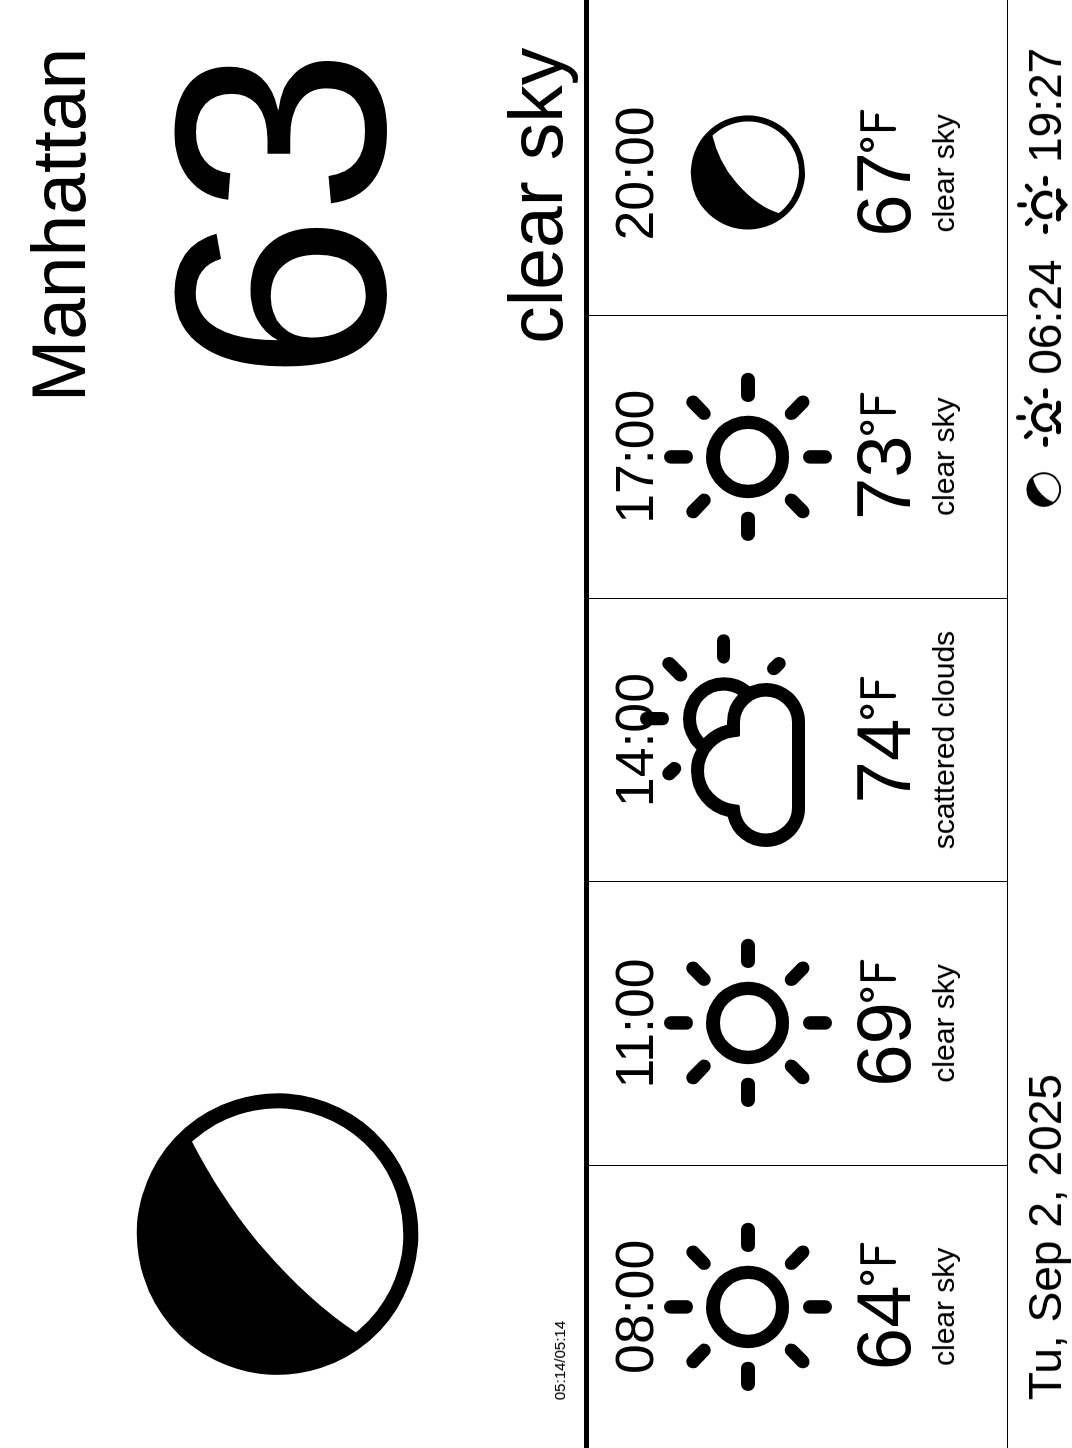 Manhattan
63
clear sky
05:14/05:14
08:00
64°F
clear sky
11:00
69°F
clear sky
14:00
74°F
scattered clouds
17:00
73°F
clear sky
20:00
67°F
clear sky
Tu, Sep 2, 2025
06:24
19:27